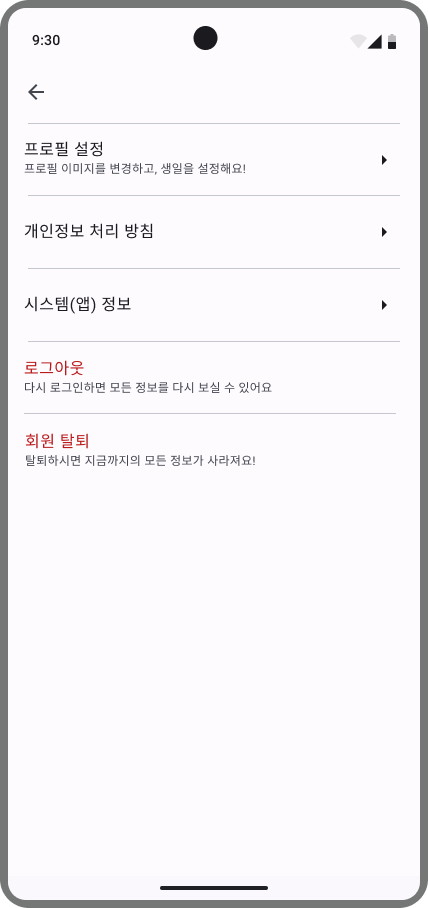 9:30
프로필 설정
프로필 이미지를 변경하고, 생일을 설정해요!
개인정보 처리 방침
시스템(앱) 정보
로그아웃
다시 로그인하면 모든 정보를 다시 보실 수 있어요
회원 탈퇴
탈퇴하시면 지금까지의 모든 정보가 사라져요!